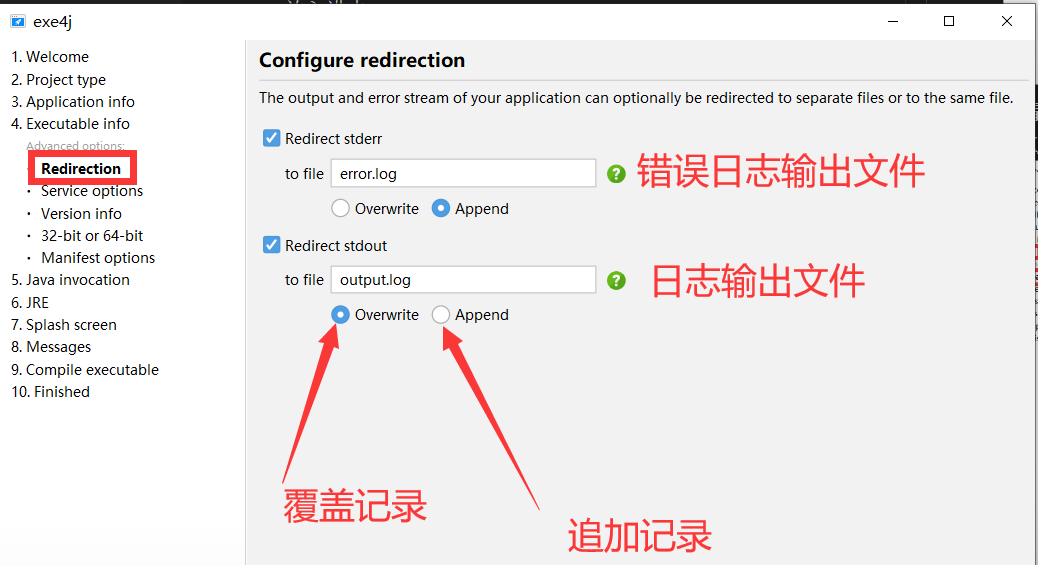 exe4j
1. Welcome
2. Project type
3. Application info
4. Executable info
Advanced options:
Redirection
• Service options
• Version info
• 32-bit or 64-bit
• Manifest options
5. Java invocation
6. JRE
7. Splash screen
8. Messages
9. Compile executable
10. Finished
Configure redirection
The output and error stream of your application can optionally be redirected to separate files or to the same file.
Redirect stderr
to file error.log ? 错误日志输出文件
Overwrite Append
Redirect stdout
to file output.log ? 日志输出文件
Overwrite Append
覆盖记录
追加记录